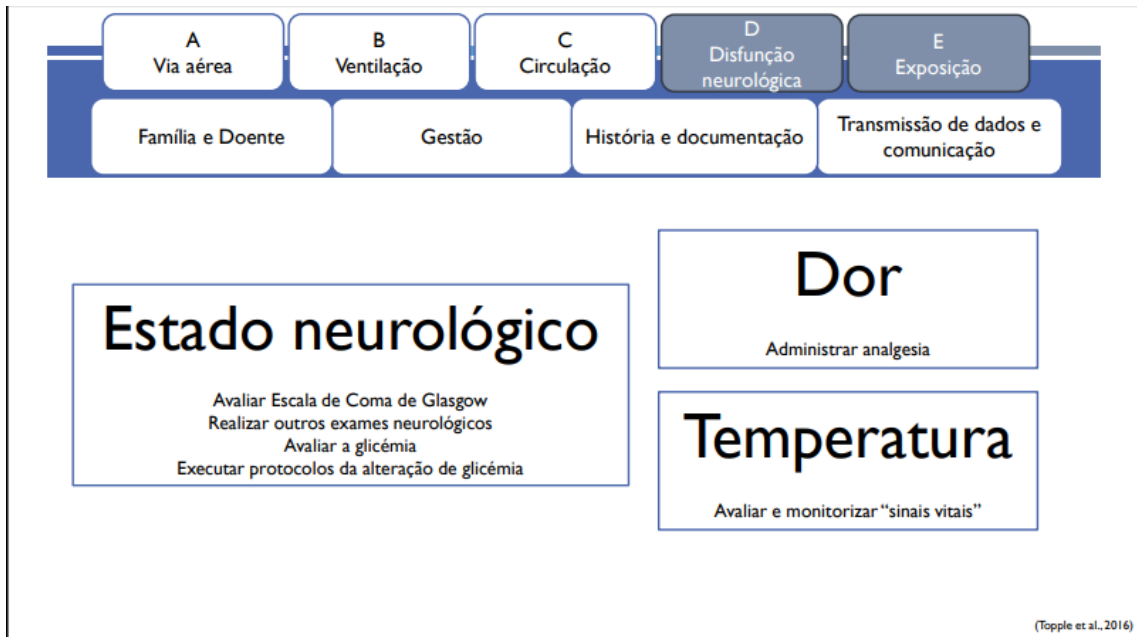 A
Via aérea
B
Ventilação
C
Circulação
D
Disfunção
neurológica
E
Exposição
Família e Doente
Gestão
História e documentação
Transmissão de dados e
comunicação
Estado neurológico
Avaliar Escala de Coma de Glasgow
Realizar outros exames neurológicos
Avaliar a glicémia
Executar protocolos da alteração de glicémia
Dor
Administrar analgesia
Temperatura
Avaliar e monitorizar “sinais vitais”
(Topple et al., 2016)